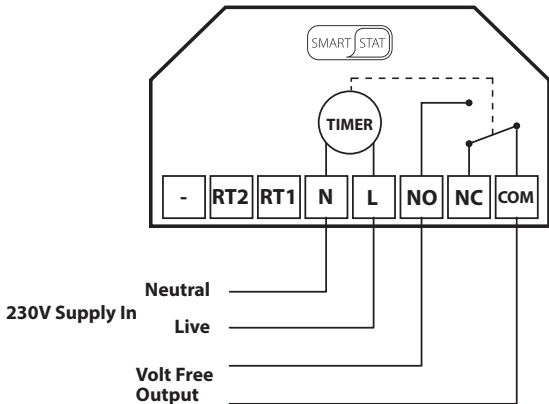 SMART STAT
TIMER
- RT2 RT1 N L NO NC COM
Neutral
230V Supply In
Live
Volt Free
Output